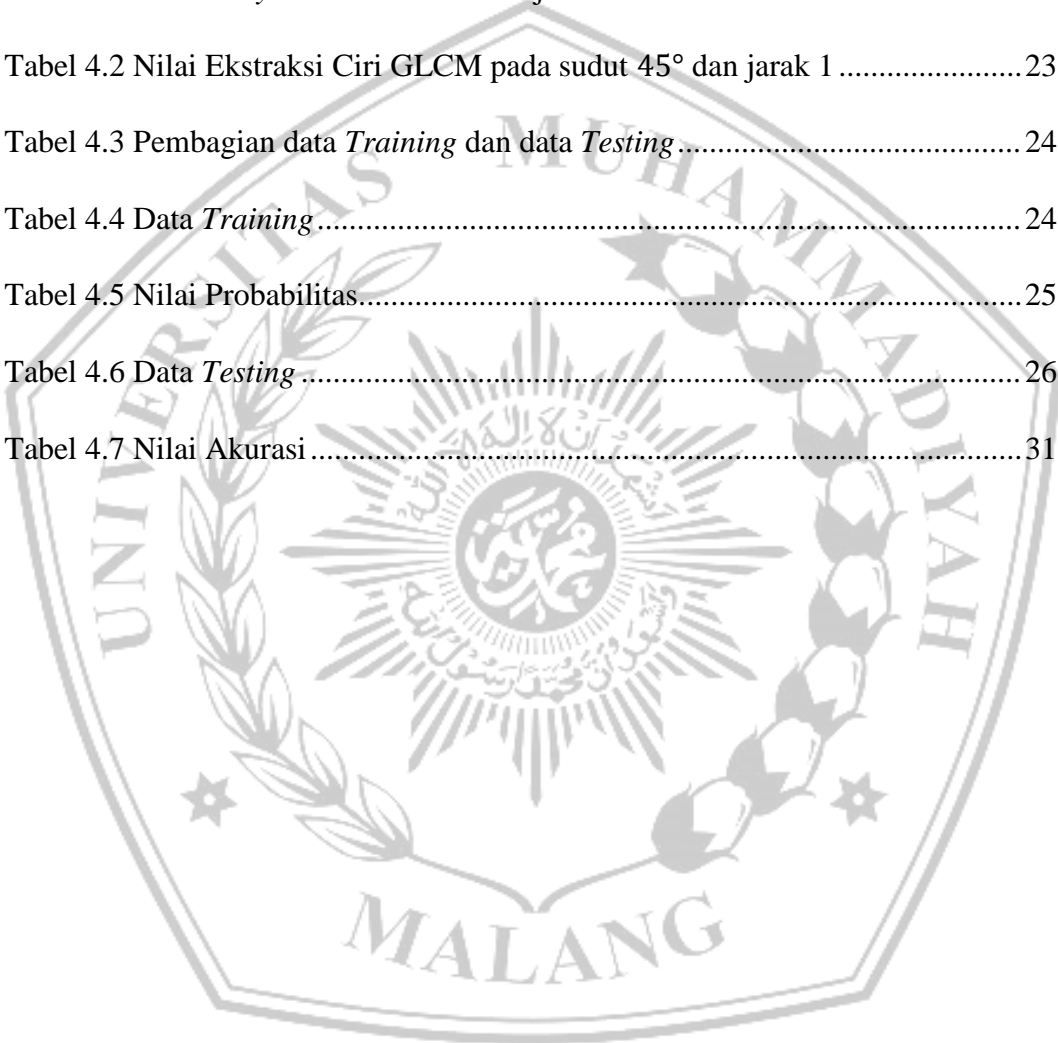 Tabel 4.2 Nilai Ekstraksi Ciri GLCM pada sudut 45° dan jarak 1 ...................... 23
Tabel 4.3 Pembagian data Training dan data Testing ..................................... 24
Tabel 4.4 Data Training ............................................................................ 24
Tabel 4.5 Nilai Probabilitas ....................................................................... 25
Tabel 4.6 Data Testing .............................................................................. 26
Tabel 4.7 Nilai Akurasi ............................................................................. 31
UNIVERSITAS MUHAMMADIYAH
MALANG